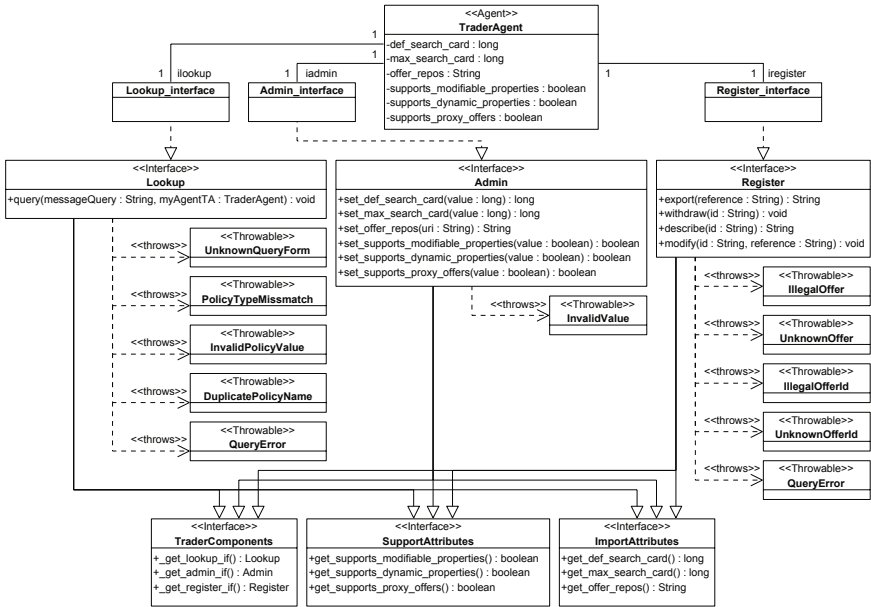 <<Agent>>
TraderAgent
-def_search_card : long
-max_search_card : long
-offer_repos : String
-supports_modifiable_properties : boolean
-supports_dynamic_properties : boolean
-supports_proxy_offers : boolean
1
1
1
1 ilookup
1 iadmin
1 iregister
Lookup_interface
Admin_interface
Register_interface
<<Interface>>
Lookup
+query(messageQuery : String, myAgentTA : TraderAgent) : void
<<Interface>>
Admin
+set_def_search_card(value : long) : long
+set_max_search_card(value : long) : long
+set_offer_repos(uri : String) : String
+set_supports_modifiable_properties(value : boolean) : boolean
+set_supports_dynamic_properties(value : boolean) : boolean
+set_supports_proxy_offers(value : boolean) : boolean
<<Interface>>
Register
+export(reference : String) : String
+withdraw(id : String) : void
+describe(id : String) : String
+modify(id : String, reference : String) : void
<<throws>>
<<Throwable>>
UnknownQueryForm
<<throws>>
<<Throwable>>
PolicyTypeMissmatch
<<throws>>
<<Throwable>>
InvalidPolicyValue
<<throws>>
<<Throwable>>
DuplicatePolicyName
<<throws>>
<<Throwable>>
QueryError
<<throws>>
<<Throwable>>
InvalidValue
<<throws>>
<<Throwable>>
IllegalOffer
<<throws>>
<<Throwable>>
UnknownOffer
<<throws>>
<<Throwable>>
IllegalOfferId
<<throws>>
<<Throwable>>
UnknownOfferId
<<throws>>
<<Throwable>>
QueryError
<<Interface>>
TraderComponents
+_get_lookup_if() : Lookup
+_get_admin_if() : Admin
+_get_register_if() : Register
<<Interface>>
SupportAttributes
+get_supports_modifiable_properties() : boolean
+get_supports_dynamic_properties() : boolean
+get_supports_proxy_offers() : boolean
<<Interface>>
ImportAttributes
+get_def_search_card() : long
+get_max_search_card() : long
+get_offer_repos() : String